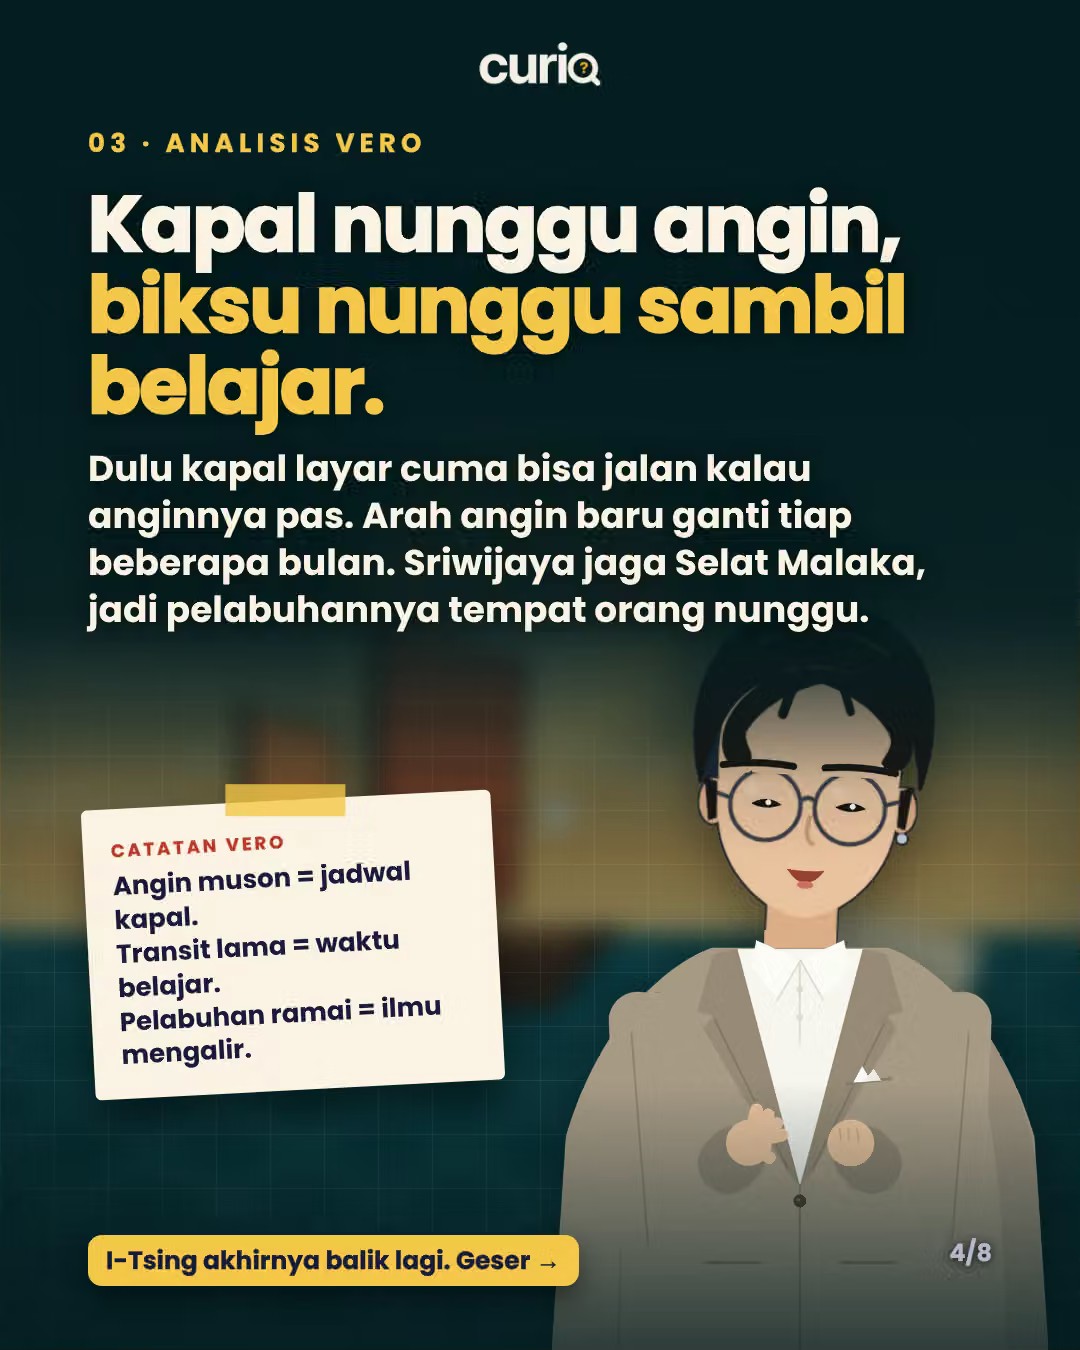 curio
03 · ANALISIS VERO
Kapal nunggu angin,
biksu nunggu sambil
belajar.
Dulu kapal layar cuma bisa jalan kalau
anginnya pas. Arah angin baru ganti tiap
beberapa bulan. Sriwijaya jaga Selat Malaka,
jadi pelabuhannya tempat orang nunggu.
CATATAN VERO
Angin muson = jadwal
kapal.
Transit lama = waktu
belajar.
Pelabuhan ramai = ilmu
mengalir.
I-Tsing akhirnya balik lagi. Geser →
4/8